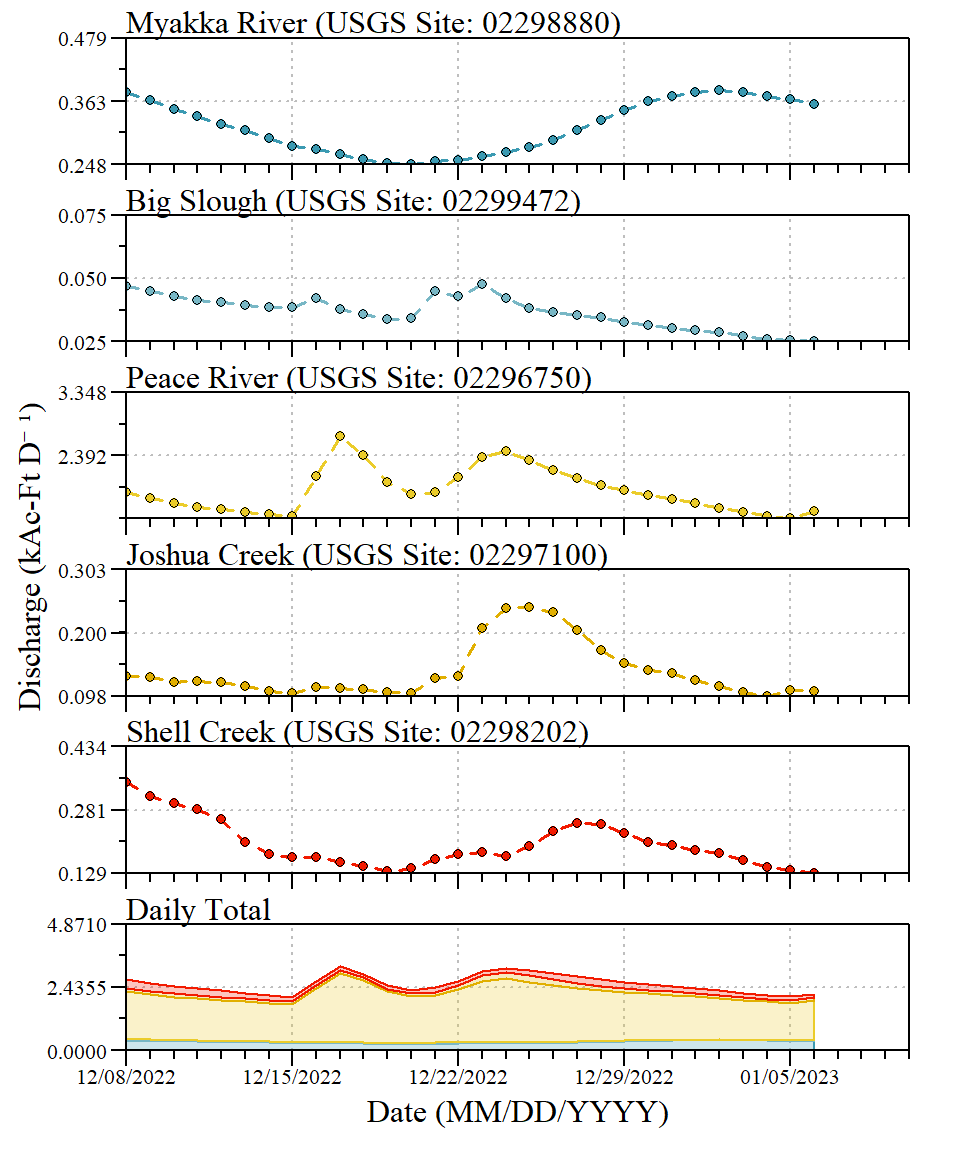 Myakka River (USGS Site: 02298880)
0.479
0.363
0.248
Big Slough (USGS Site: 02299472)
0.075
0.050
0.025
Peace River (USGS Site: 02296750)
3.348
2.392
Joshua Creek (USGS Site: 02297100)
0.303
0.200
0.098
Shell Creek (USGS Site: 02298202)
0.434
0.281
0.129
Daily Total
4.8710
2.4355
0.0000
12/08/2022 12/15/2022 12/22/2022 12/29/2022 01/05/2023
Date (MM/DD/YYYY)
Discharge (kAc-Ft D⁻¹)